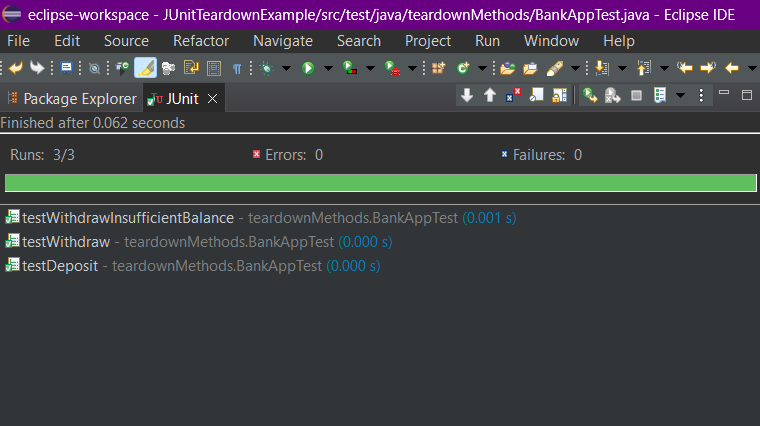 eclipse-workspace - JUnitTeardownExample/src/test/java/teardownMethods/BankAppTest.java - Eclipse IDE
File Edit Source Refactor Navigate Search Project Run Window Help
Package Explorer JUnit
Finished after 0.062 seconds
Runs: 3/3 Errors: 0 Failures: 0
testWithdrawInsufficientBalance - teardownMethods.BankAppTest (0.001 s)
testWithdraw - teardownMethods.BankAppTest (0.000 s)
testDeposit - teardownMethods.BankAppTest (0.000 s)